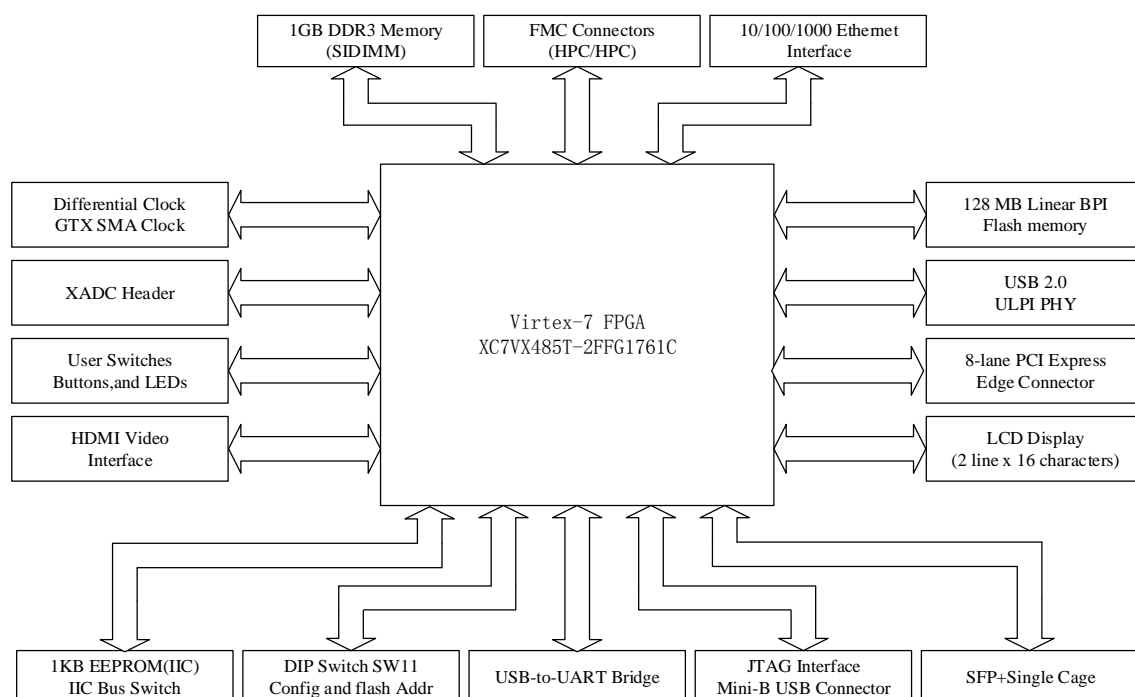 1GB DDR3 Memory
(SIDIMM)
FMC Connectors
(HPC/HPC)
10/100/1000 Ethernet
Interface
Differential Clock
GTX SMA Clock
XADC Header
User Switches
Buttons,and LEDs
HDMI Video
Interface
Virtex-7 FPGA
XC7VX485T-2FFG1761C
128 MB Linear BPI
Flash memory
USB 2.0
ULPI PHY
8-lane PCI Express
Edge Connector
LCD Display
(2 line x 16 characters)
1KB EEPROM(IIC)
IIC Bus Switch
DIP Switch SW11
Config and flash Addr
USB-to-UART Bridge
JTAG Interface
Mini-B USB Connector
SFP+Single Cage